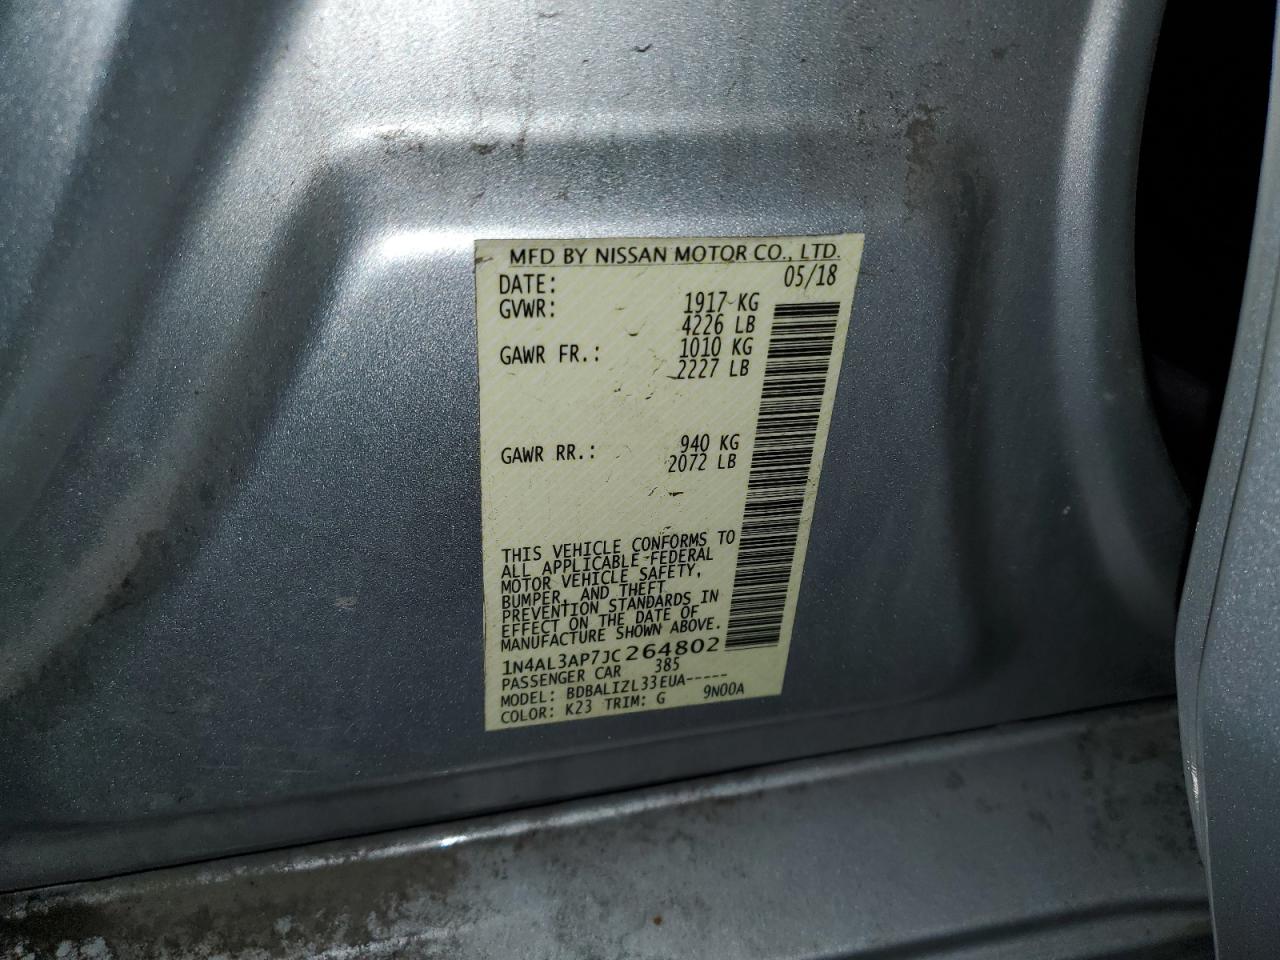 MFD BY NISSAN MOTOR CO., LTD.
DATE: 05/18
GVWR: 1917 KG
4226 LB
GAWR FR.: 1010 KG
2227 LB
GAWR RR.: 940 KG
2072 LB
THIS VEHICLE CONFORMS TO
ALL APPLICABLE FEDERAL
MOTOR VEHICLE SAFETY,
BUMPER, AND THEFT
PREVENTION STANDARDS IN
EFFECT ON THE DATE OF
MANUFACTURE SHOWN ABOVE.
1N4AL3AP7JC264802
PASSENGER CAR 385
MODEL: BDBALIZL33EUA-----
COLOR: K23 TRIM: G 9N00A